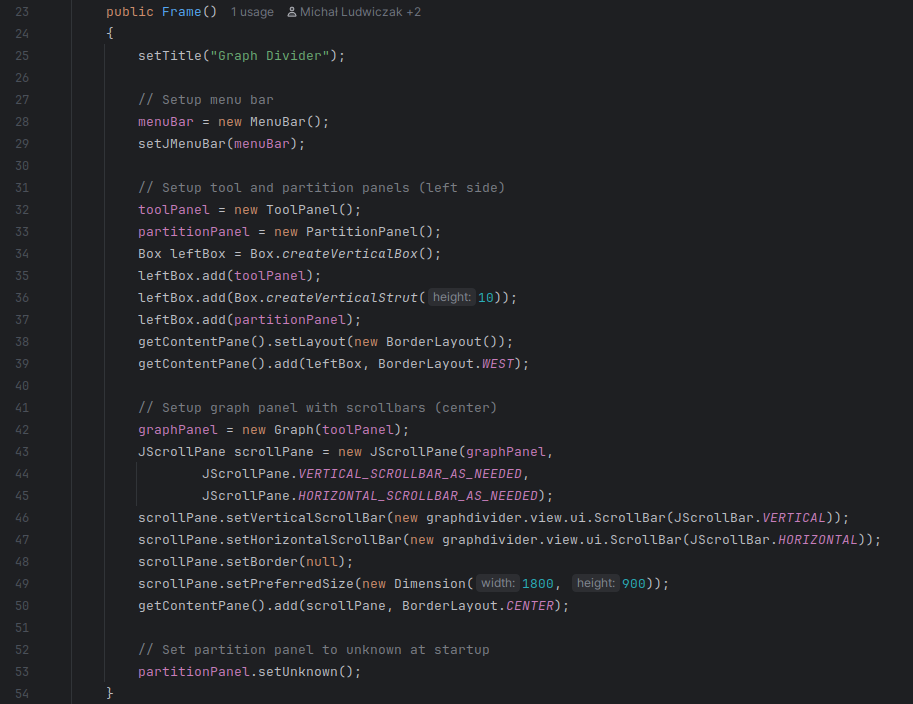 23 public Frame() 1 usage Michał Ludwiczak +2
24 {
25 setTitle("Graph Divider");
26
27 // Setup menu bar
28 menuBar = new MenuBar();
29 setJMenuBar(menuBar);
30
31 // Setup tool and partition panels (left side)
32 toolPanel = new ToolPanel();
33 partitionPanel = new PartitionPanel();
34 Box leftBox = Box.createVerticalBox();
35 leftBox.add(toolPanel);
36 leftBox.add(Box.createVerticalStrut( height: 10));
37 leftBox.add(partitionPanel);
38 getContentPane().setLayout(new BorderLayout());
39 getContentPane().add(leftBox, BorderLayout.WEST);
40
41 // Setup graph panel with scrollbars (center)
42 graphPanel = new Graph(toolPanel);
43 JScrollPane scrollPane = new JScrollPane(graphPanel,
44 JScrollPane.VERTICAL_SCROLLBAR_AS_NEEDED,
45 JScrollPane.HORIZONTAL_SCROLLBAR_AS_NEEDED);
46 scrollPane.setVerticalScrollBar(new graphdivider.view.ui.ScrollBar(JScrollBar.VERTICAL));
47 scrollPane.setHorizontalScrollBar(new graphdivider.view.ui.ScrollBar(JScrollBar.HORIZONTAL));
48 scrollPane.setBorder(null);
49 scrollPane.setPreferredSize(new Dimension( width: 1800, height: 900));
50 getContentPane().add(scrollPane, BorderLayout.CENTER);
51
52 // Set partition panel to unknown at startup
53 partitionPanel.setUnknown();
54 }